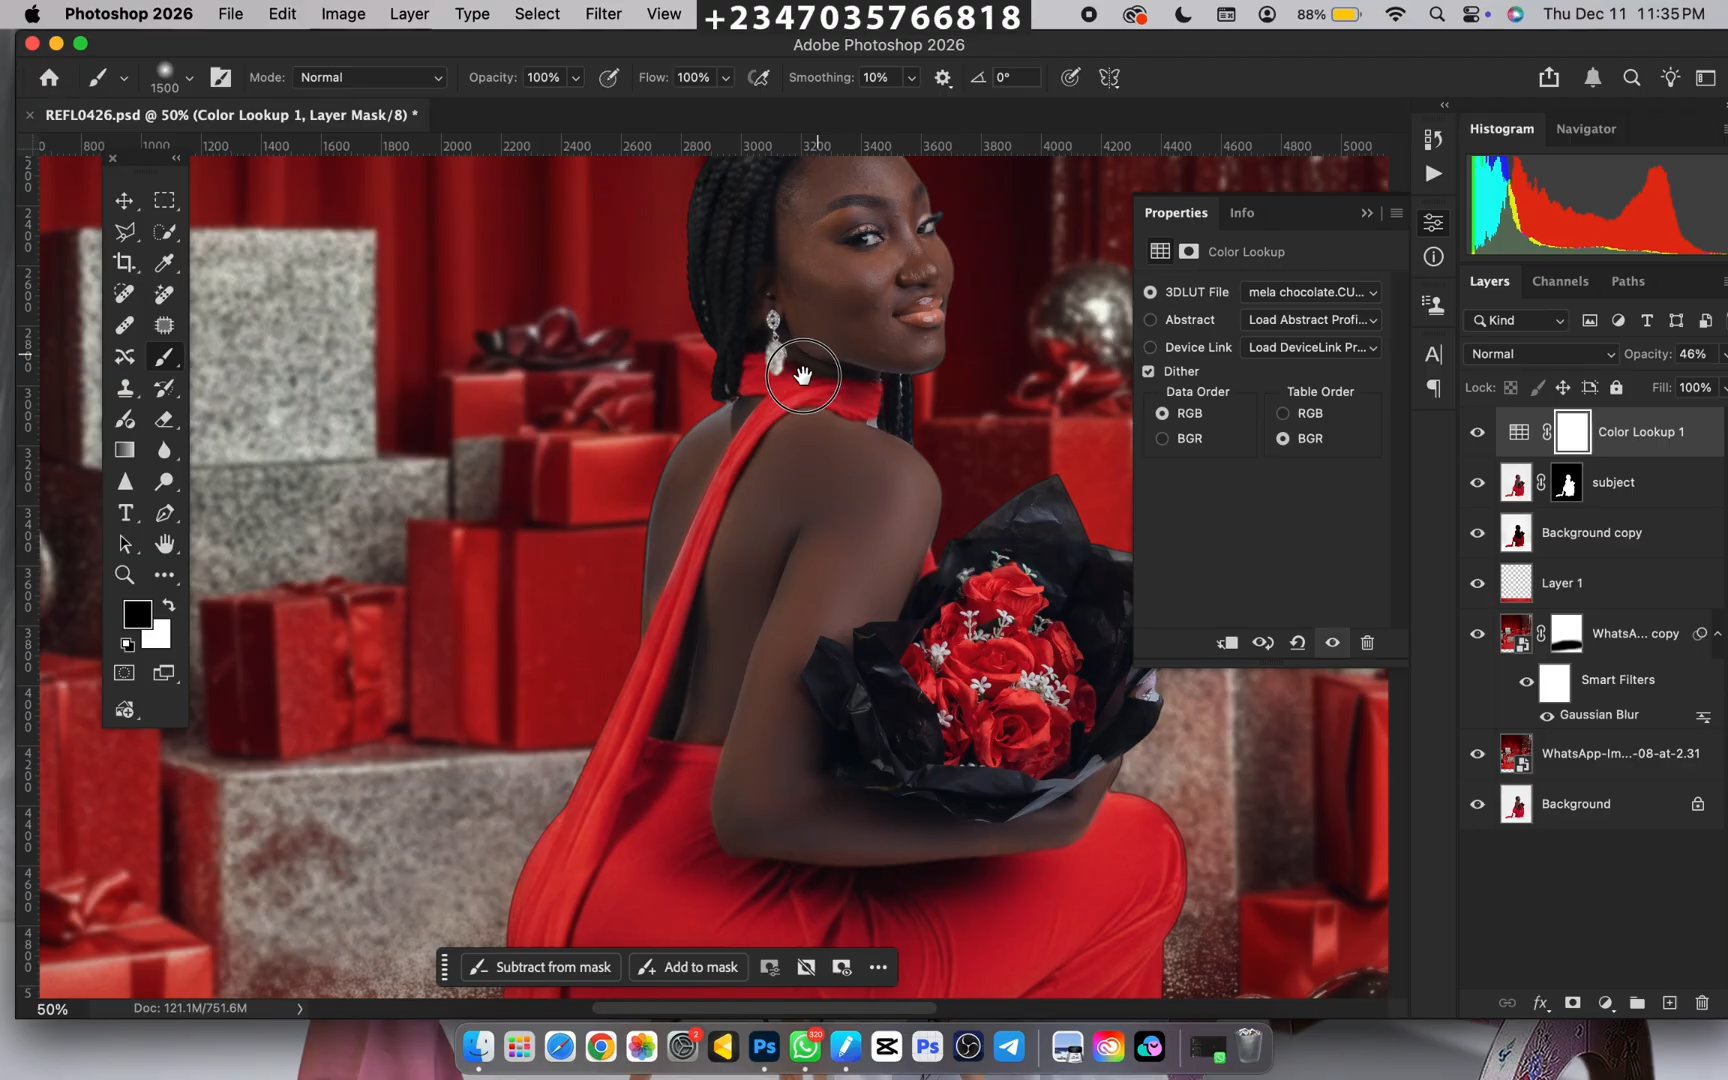 Photoshop 2026 File Edit Image Layer Type Select Filter View +2347035766818 88% Thu Dec 11 11:35 PM
Adobe Photoshop 2026
1500 Mode: Normal Opacity: 100% Flow: 100% Smoothing: 10% 0°
REFL0426.psd @ 50% (Color Lookup 1, Layer Mask/8) *
0 800 1000 1200 1400 1600 1800 2000 2200 2400 2600 2800 3000 3200 3400 3600 3800 4000 4200 4400 4600 4800 5000
Histogram Navigator
Properties Info
Color Lookup
3DLUT File mela chocolate.CU...
Abstract Load Abstract Profi...
Device Link Load DeviceLink Pr...
Dither
Data Order Table Order
RGB RGB
BGR BGR
Layers Channels Paths
Kind
Normal Opacity: 46%
Lock: Fill: 100%
Color Lookup 1
subject
Background copy
Layer 1
WhatsA... copy
Smart Filters
Gaussian Blur
WhatsApp-Im...-08-at-2.31
Background
Subtract from mask Add to mask
50% Doc: 121.1M/751.6M
2 Ps 320 Ps